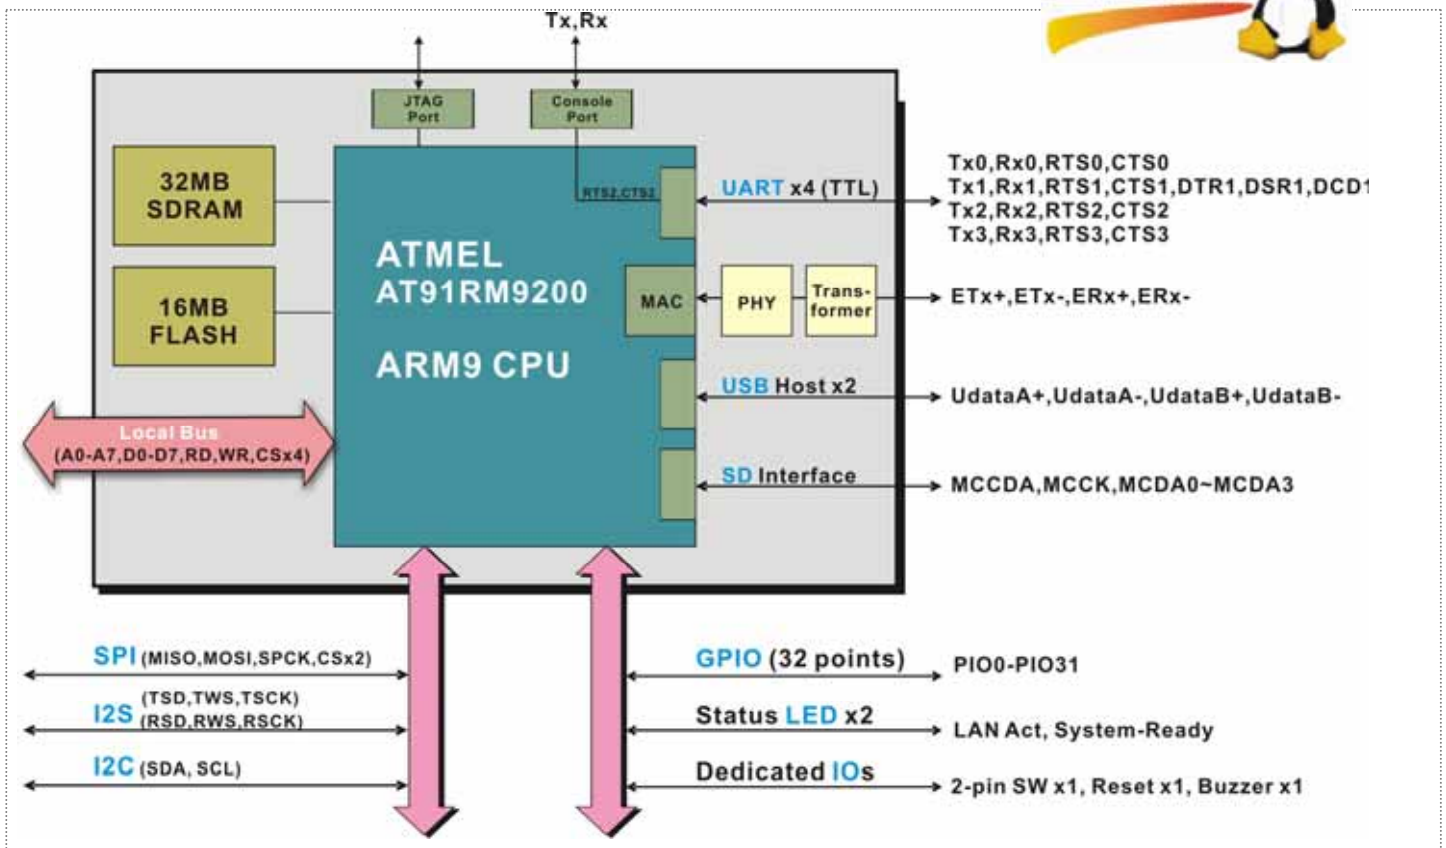 Tx,Rx
JTAG
Port
Console
Port
32MB
SDRAM
16MB
FLASH
ATMEL
AT91RM9200
ARM9 CPU
RTS2,CTS2
UART x4 (TTL)
Tx0,Rx0,RTS0,CTS0
Tx1,Rx1,RTS1,CTS1,DTR1,DSR1,DCD1
Tx2,Rx2,RTS2,CTS2
Tx3,Rx3,RTS3,CTS3
MAC
PHY
Trans-
former
ETx+,ETx-,ERx+,ERx-
USB Host x2
UdataA+,UdataA-,UdataB+,UdataB-
Local Bus
(A0-A7,D0-D7,RD,WR,CSx4)
SD Interface
MCCDA,MCCK,MCDA0~MCDA3
SPI (MISO,MOSI,SPCK,CSx2)
I2S (TSD,TWS,TSCK)
(RSD,RWS,RSCK)
I2C (SDA, SCL)
GPIO (32 points)
PIO0-PIO31
Status LED x2
LAN Act, System-Ready
Dedicated IOs
2-pin SW x1, Reset x1, Buzzer x1